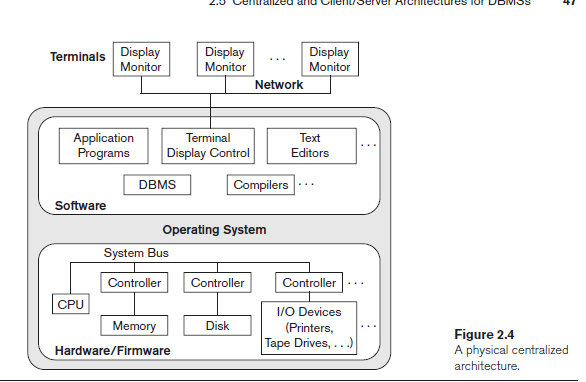 2.5 Centralized and Client/Server Architectures for DBMSs 47
Terminals
Display
Monitor
Display
Monitor
. . .
Display
Monitor
Network
Application
Programs
Terminal
Display Control
Text
Editors
. . .
DBMS
Compilers
. . .
Software
Operating System
System Bus
Controller
Controller
Controller
. . .
CPU
Memory
Disk
I/O Devices
(Printers,
Tape Drives, . . .)
. . .
Hardware/Firmware
Figure 2.4
A physical centralized
architecture.